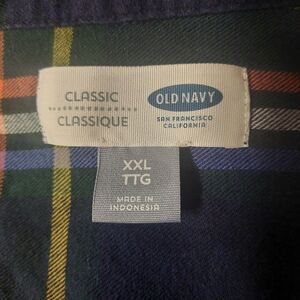 CLASSIC
CLASSIQUE
OLD NAVY
SAN FRANCISCO
CALIFORNIA
XXL
TTG
MADE IN
INDONESIA